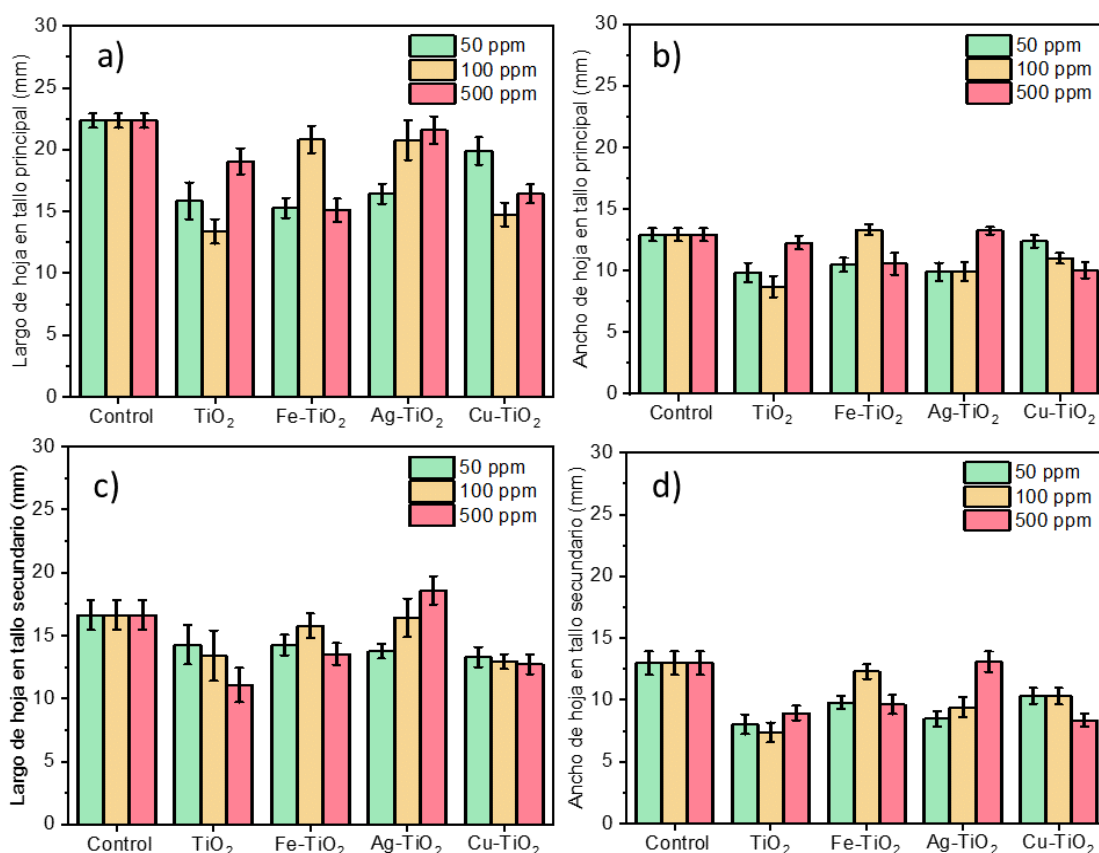 a)
50 ppm
100 ppm
500 ppm
Largo de hoja en tallo principal (mm)
30
25
20
15
10
5
0
Control TiO₂ Fe-TiO₂ Ag-TiO₂ Cu-TiO₂
b)
50 ppm
100 ppm
500 ppm
Ancho de hoja en tallo principal (mm)
30
25
20
15
10
5
0
Control TiO₂ Fe-TiO₂ Ag-TiO₂ Cu-TiO₂
c)
50 ppm
100 ppm
500 ppm
Largo de hoja en tallo secundario (mm)
30
25
20
15
10
5
0
Control TiO₂ Fe-TiO₂ Ag-TiO₂ Cu-TiO₂
d)
50 ppm
100 ppm
500 ppm
Ancho de hoja en tallo secundario (mm)
30
25
20
15
10
5
0
Control TiO₂ Fe-TiO₂ Ag-TiO₂ Cu-TiO₂